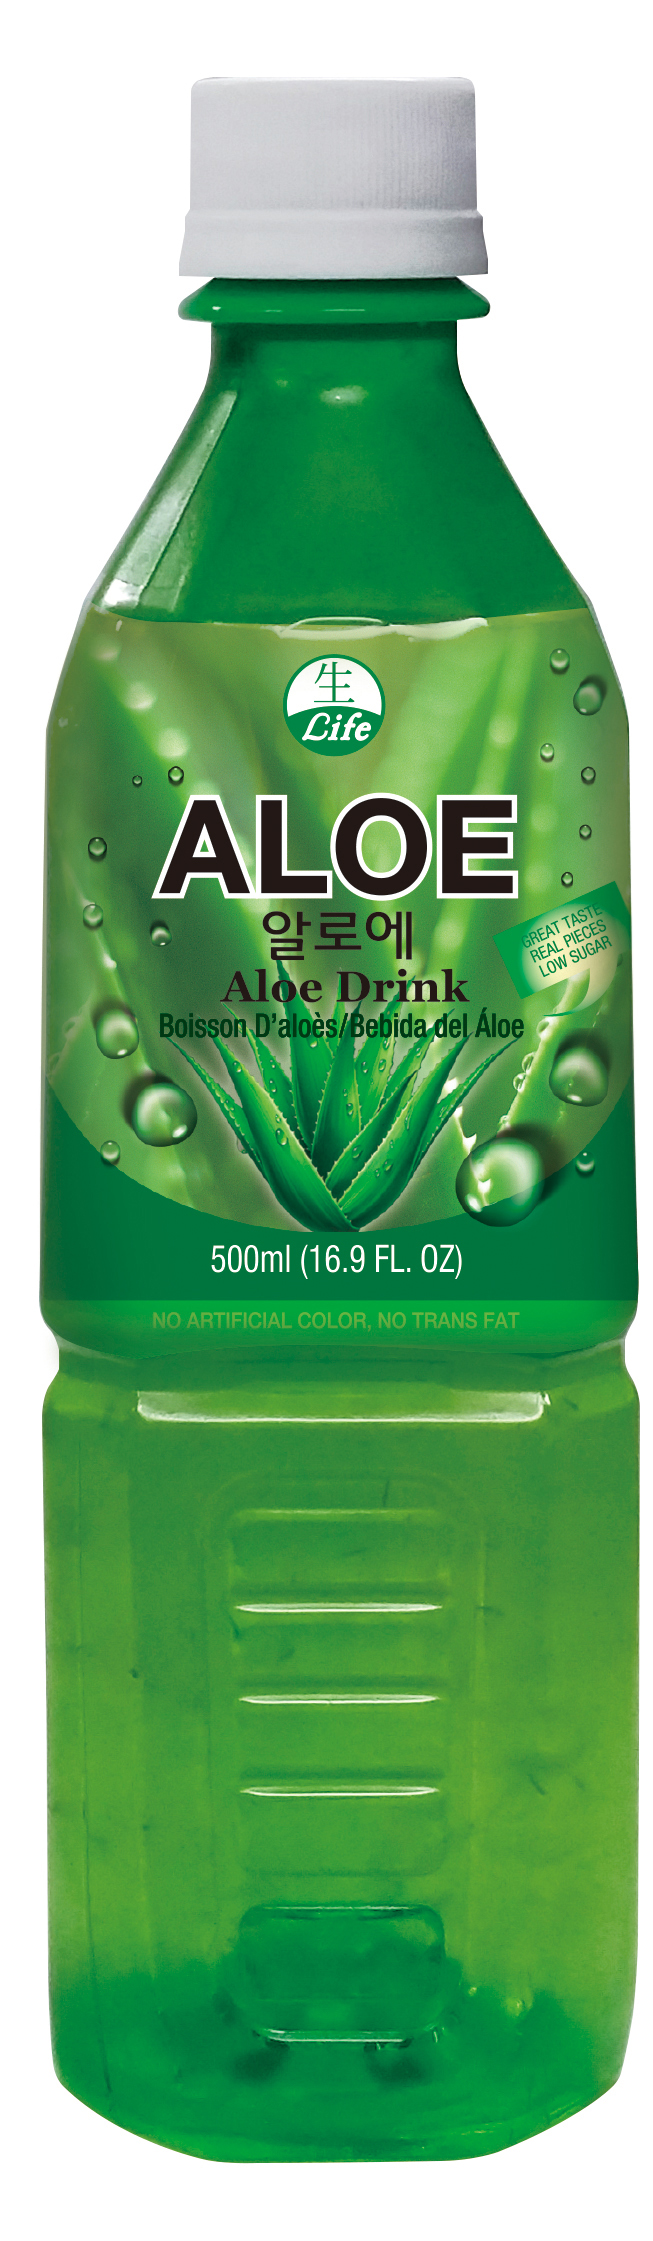 生
Life
ALOE
알로에
Aloe Drink
Boisson D'aloès/Bebida del Áloe
GREAT TASTE
REAL PIECES
LOW SUGAR
500ml (16.9 FL. OZ)
NO ARTIFICIAL COLOR, NO TRANS FAT